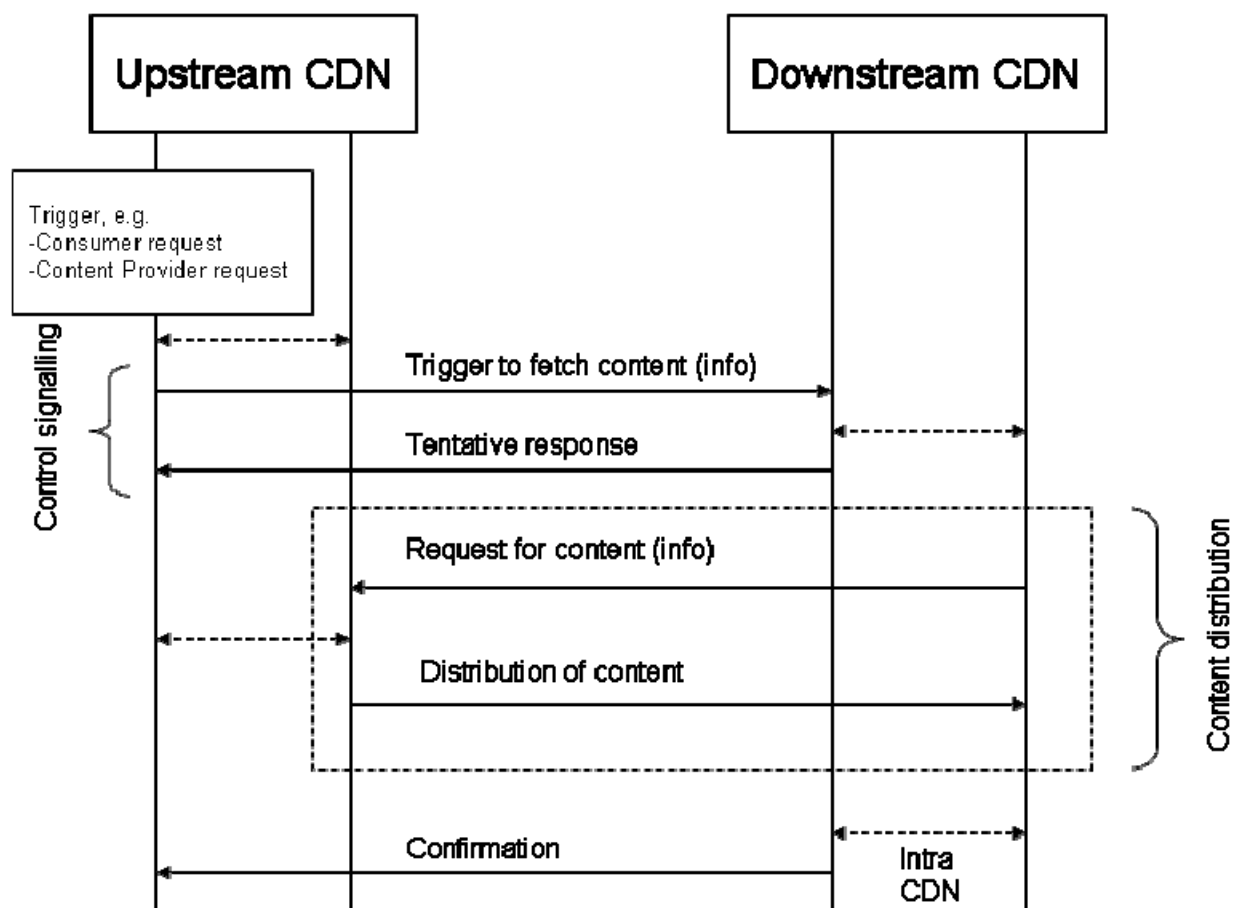 Upstream CDN
Downstream CDN
Trigger, e.g.
-Consumer request
-Content Provider request
Control signalling
Trigger to fetch content (info)
Tentative response
Request for content (info)
Distribution of content
Content distribution
Confirmation
Intra
CDN